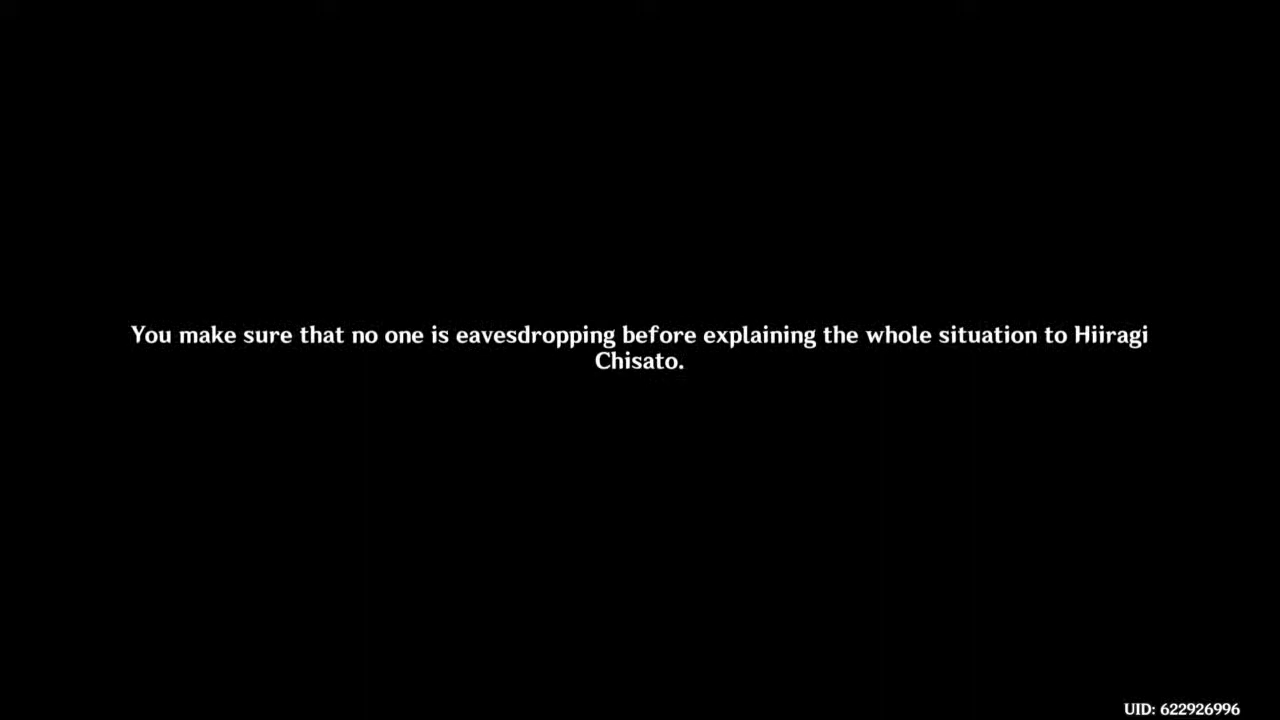 You make sure that no one is eavesdropping before explaining the whole situation to Hiiragi
Chisato.
UID: 622926996